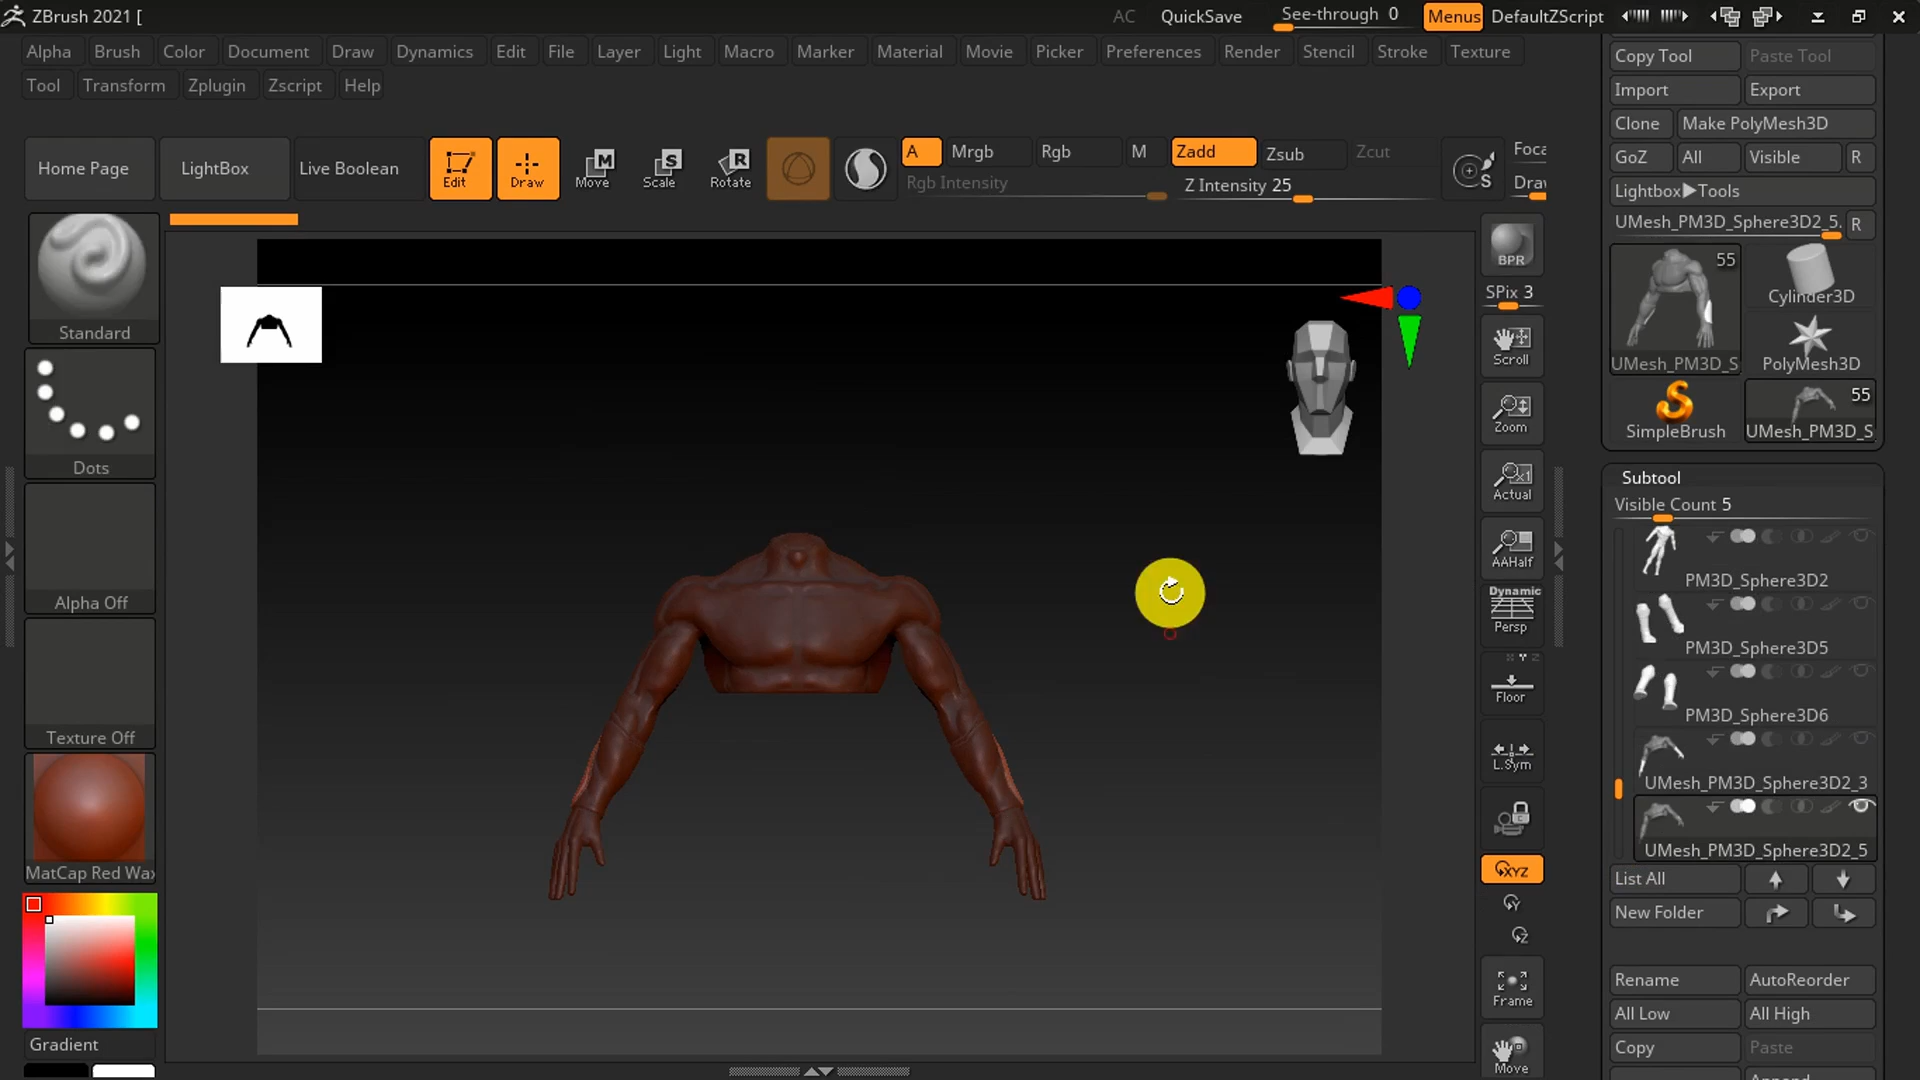 ZBrush 2021 [
AC QuickSave See-through 0 Menus DefaultZScript
Alpha Brush Color Document Draw Dynamics Edit File Layer Light Macro Marker Material Movie Picker Preferences Render Stencil Stroke Texture
Tool Transform Zplugin Zscript Help
Home Page LightBox Live Boolean Edit Draw Move Scale Rotate
A Mrgb Rgb M Zadd Zsub Zcut Foca
Rgb Intensity Z Intensity 25 Draw
Standard
Dots
Alpha Off
Texture Off
MatCap Red Wax
Gradient
BPR
SPix 3
Scroll
Zoom
Actual
AAHalf
Dynamic
Persp
Floor
L.Sym
XYZ
Y
Z
Frame
Move
Copy Tool Paste Tool
Import Export
Clone Make PolyMesh3D
GoZ All Visible R
Lightbox▶Tools
UMesh_PM3D_Sphere3D2_5. R
55
UMesh_PM3D_S
Cylinder3D
PolyMesh3D
SimpleBrush
55
UMesh_PM3D_S
Subtool
Visible Count 5
PM3D_Sphere3D2
PM3D_Sphere3D5
PM3D_Sphere3D6
UMesh_PM3D_Sphere3D2_3
UMesh_PM3D_Sphere3D2_5
List All
New Folder
Rename AutoReorder
All Low All High
Copy Paste
Append